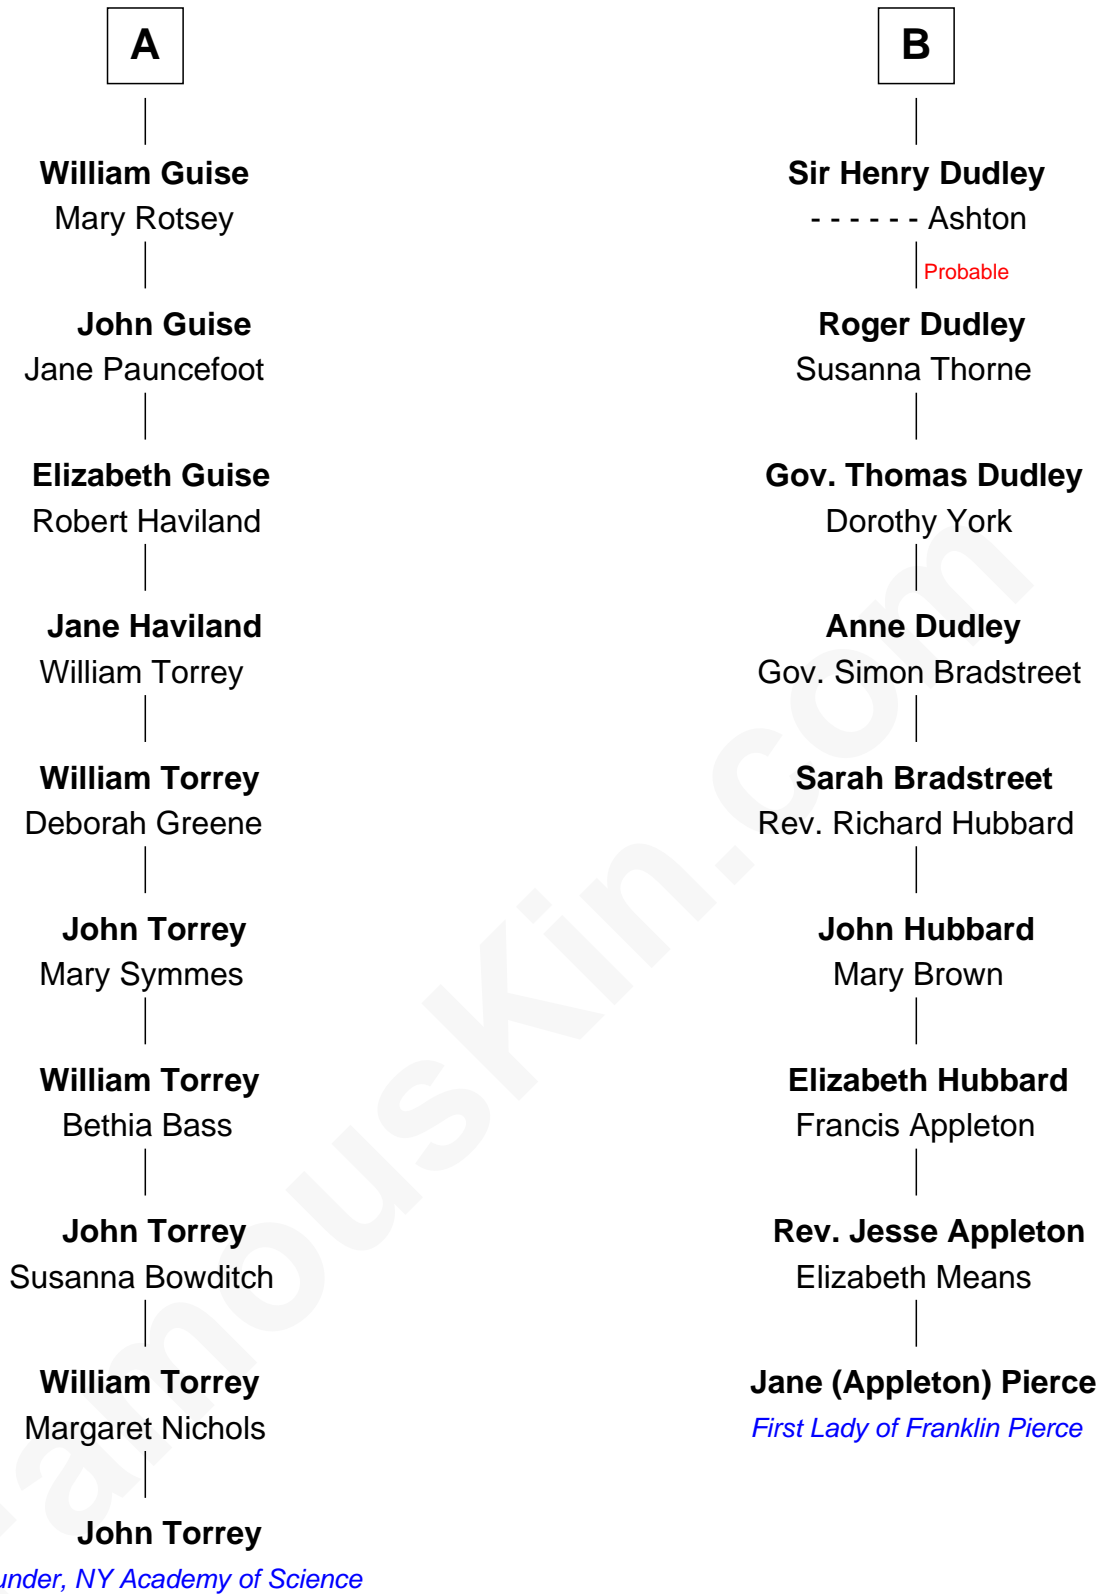 A
William Guise
Mary Rotsey
John Guise
Jane Pauncefoot
Elizabeth Guise
Robert Haviland
Jane Haviland
William Torrey
William Torrey
Deborah Greene
John Torrey
Mary Symmes
William Torrey
Bethia Bass
John Torrey
Susanna Bowditch
William Torrey
Margaret Nichols
John Torrey
under, NY Academy of Science
B
Sir Henry Dudley
- - - - - - Ashton
Probable
Roger Dudley
Susanna Thorne
Gov. Thomas Dudley
Dorothy York
Anne Dudley
Gov. Simon Bradstreet
Sarah Bradstreet
Rev. Richard Hubbard
John Hubbard
Mary Brown
Elizabeth Hubbard
Francis Appleton
Rev. Jesse Appleton
Elizabeth Means
Jane (Appleton) Pierce
First Lady of Franklin Pierce
amousKin.com